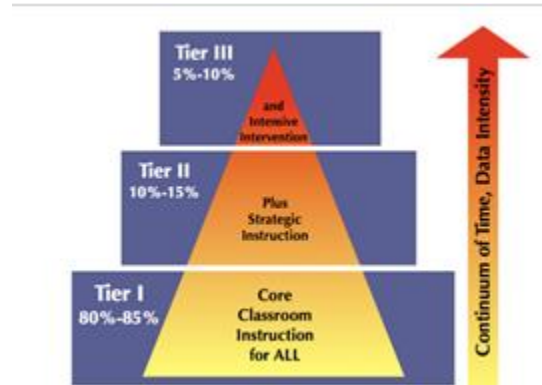 Tier III
5%-10%
and
Intensive
Intervention
Tier II
10%-15%
Plus
Strategic
Instruction
Tier I
80%-85%
Core
Classroom
Instruction
for ALL
Continuum of Time, Data Intensity